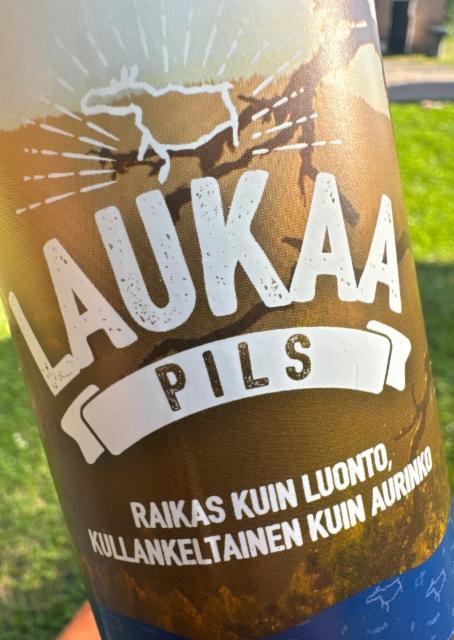 LAUKAA
PILS
RAIKAS KUIN LUONTO,
KULLANKELTAINEN KUIN AURINKO